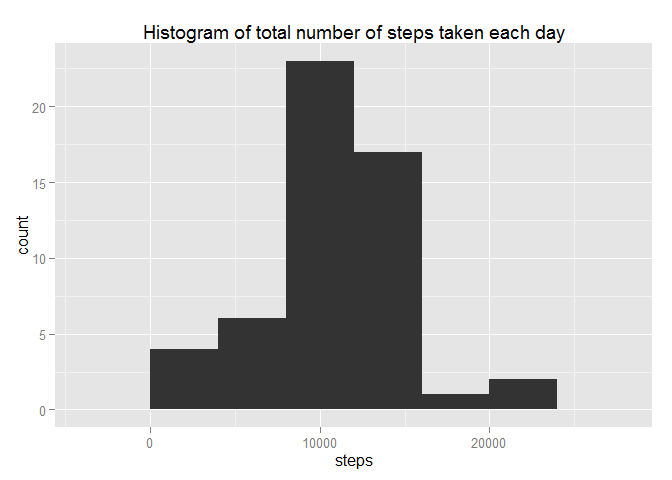 Histogram of total number of steps taken each day
count
20
15
10
5
0
0 10000 20000
steps